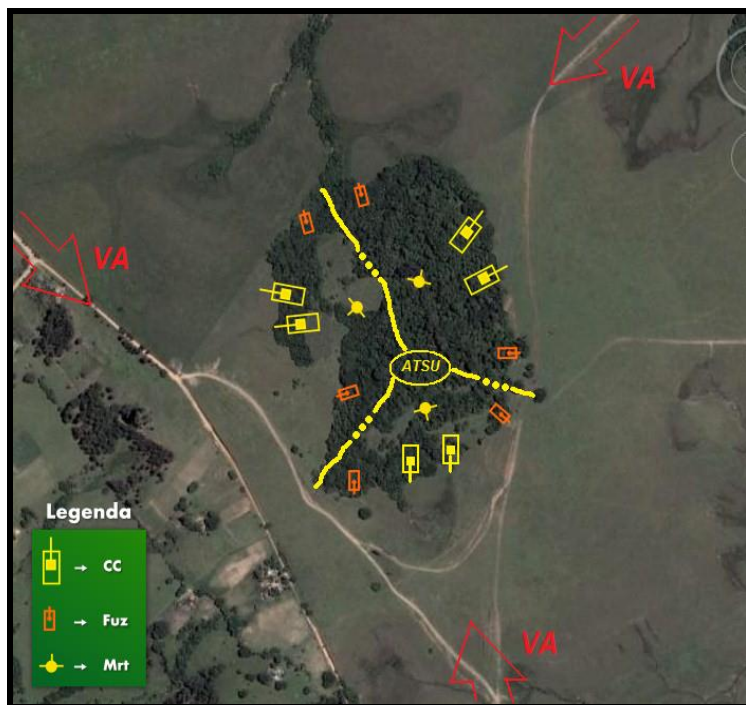 VA
VA
ATSU
Legenda
→ CC
→ Fuz
→ Mrt
VA